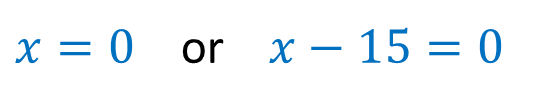 x = 0 or x − 15 = 0